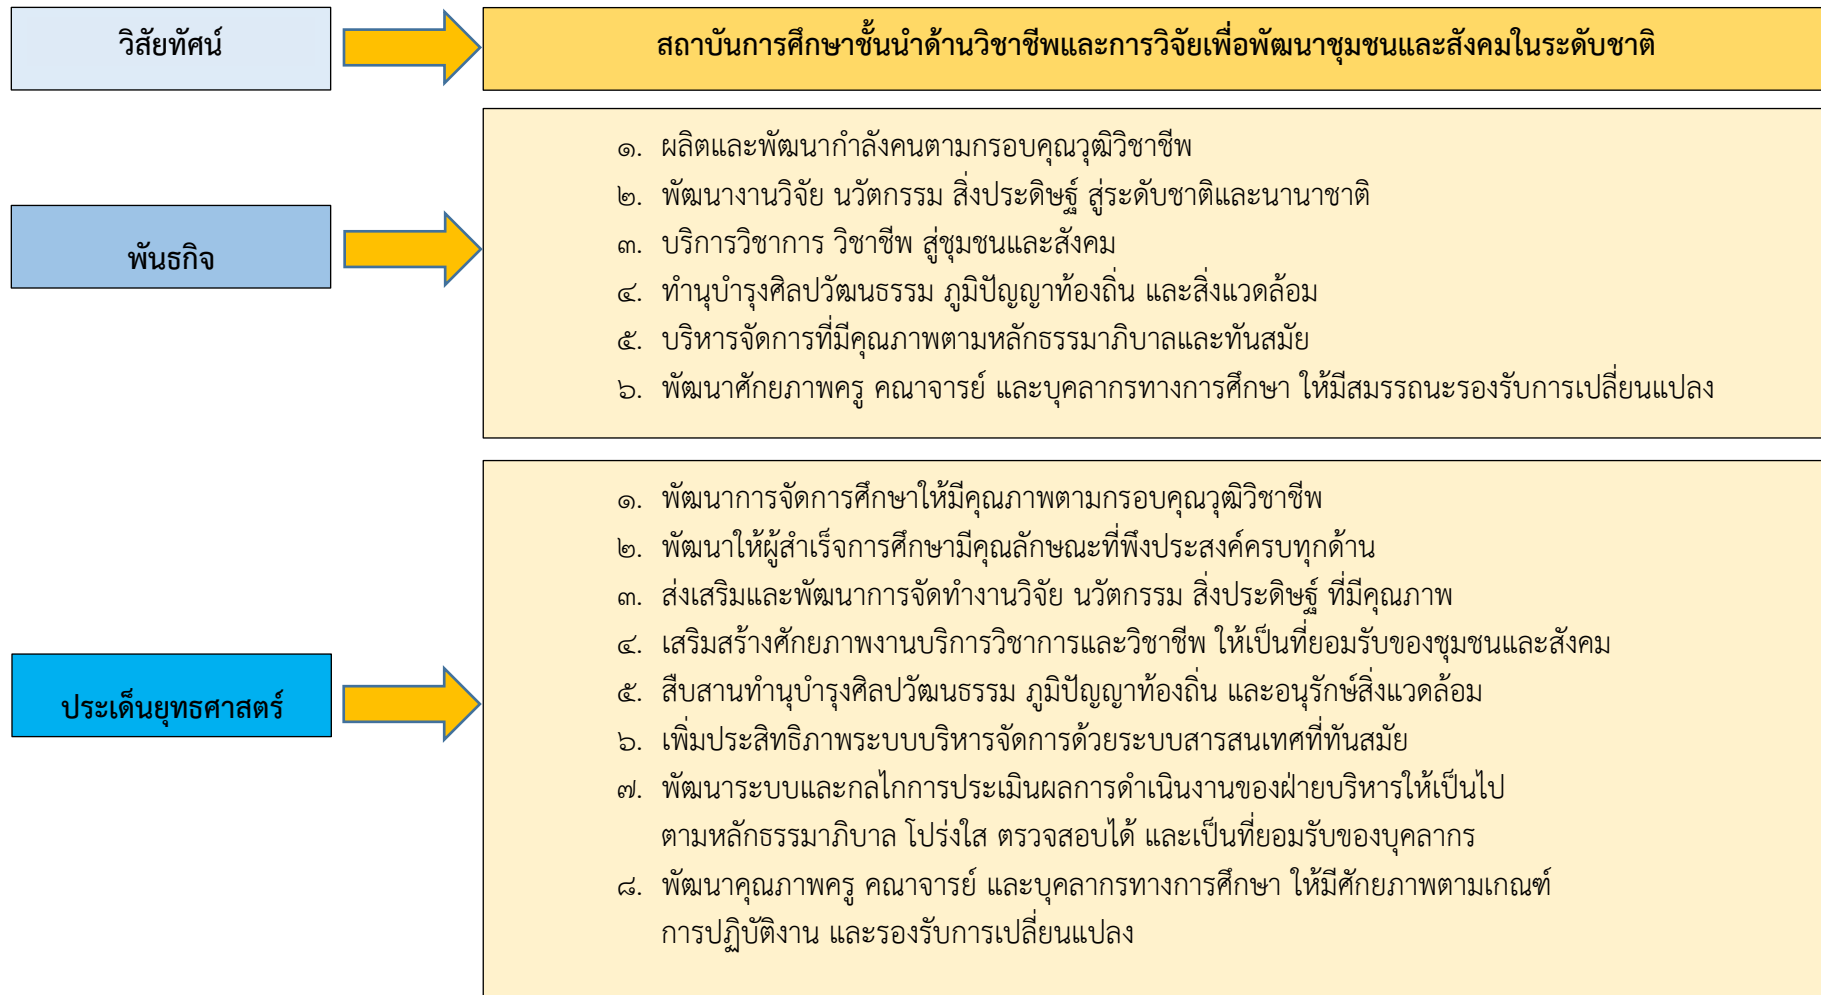 วิสัยทัศน์
สถาบันการศึกษาชั้นนำด้านวิชาชีพและการวิจัยเพื่อพัฒนาชุมชนและสังคมในระดับชาติ
พันธกิจ
๑. ผลิตและพัฒนากำลังคนตามกรอบคุณวุฒิวิชาชีพ
๒. พัฒนางานวิจัย นวัตกรรม สิ่งประดิษฐ์ สู่ระดับชาติและนานาชาติ
๓. บริการวิชาการ วิชาชีพ สู่ชุมชนและสังคม
๔. ทำนุบำรุงศิลปวัฒนธรรม ภูมิปัญญาท้องถิ่น และสิ่งแวดล้อม
๕. บริหารจัดการที่มีคุณภาพตามหลักธรรมาภิบาลและทันสมัย
๖. พัฒนาศักยภาพครู คณาจารย์ และบุคลากรทางการศึกษา ให้มีสมรรถนะรองรับการเปลี่ยนแปลง
ประเด็นยุทธศาสตร์
๑. พัฒนาการจัดการศึกษาให้มีคุณภาพตามกรอบคุณวุฒิวิชาชีพ
๒. พัฒนาให้ผู้สำเร็จการศึกษามีคุณลักษณะที่พึงประสงค์ครบทุกด้าน
๓. ส่งเสริมและพัฒนาการจัดทำงานวิจัย นวัตกรรม สิ่งประดิษฐ์ ที่มีคุณภาพ
๔. เสริมสร้างศักยภาพงานบริการวิชาการและวิชาชีพ ให้เป็นที่ยอมรับของชุมชนและสังคม
๕. สืบสานทำนุบำรุงศิลปวัฒนธรรม ภูมิปัญญาท้องถิ่น และอนุรักษ์สิ่งแวดล้อม
๖. เพิ่มประสิทธิภาพระบบบริหารจัดการด้วยระบบสารสนเทศที่ทันสมัย
๗. พัฒนาระบบและกลไกการประเมินผลการดำเนินงานของฝ่ายบริหารให้เป็นไป
ตามหลักธรรมาภิบาล โปร่งใส ตรวจสอบได้ และเป็นที่ยอมรับของบุคลากร
๘. พัฒนาคุณภาพครู คณาจารย์ และบุคลากรทางการศึกษา ให้มีศักยภาพตามเกณฑ์
การปฏิบัติงาน และรองรับการเปลี่ยนแปลง